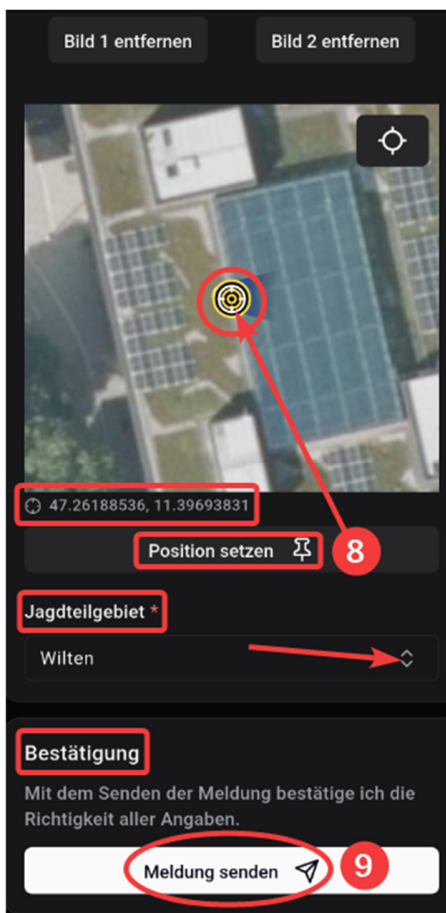 Bild 1 entfernen Bild 2 entfernen
47.26188536, 11.39693831
Position setzen 8
Jagdteilgebiet *
Wilten
Bestätigung
Mit dem Senden der Meldung bestätige ich die
Richtigkeit aller Angaben.
Meldung senden 9